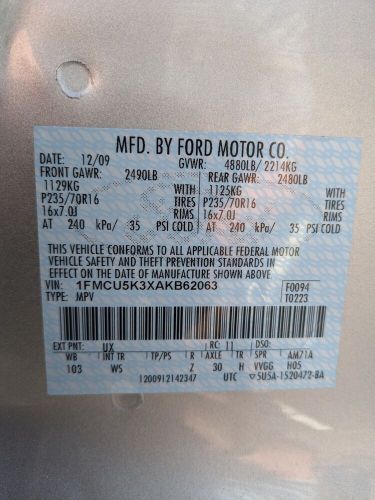 MFD. BY FORD MOTOR CO.
DATE: 12/09 GVWR: 4880LB/ 2214KG
FRONT GAWR: 2490LB REAR GAWR: 2480LB
1129KG WITH 1125KG WITH
P235/70R16 TIRES P235/70R16 TIRES
16x7.0J RIMS 16x7.0J RIMS
AT 240 kPa/ 35 PSI COLD AT 240 kPa/ 35 PSI COLD
THIS VEHICLE CONFORMS TO ALL APPLICABLE FEDERAL MOTOR
VEHICLE SAFETY AND THEFT PREVENTION STANDARDS IN
EFFECT ON THE DATE OF MANUFACTURE SHOWN ABOVE.
VIN: 1FMCU5K3XAKB62063 F0094
TYPE: MPV T0223
EXT PNT: UX RC: 11 DSO:
WB INT TR TP/PS R AXLE TR SPR AM71A
103 WS Z 30 H VVGG H05
1200912142347 UTC ▽5U5A-1520472-BA